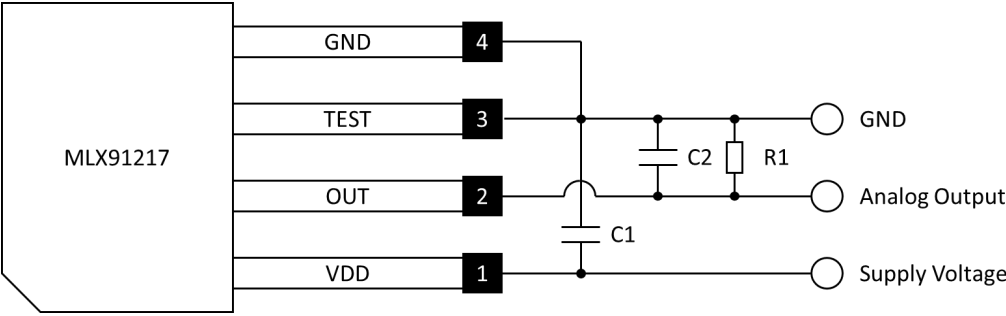 GND 4
TEST 3 GND
MLX91217 C2 R1
OUT 2 Analog Output
C1
VDD 1 Supply Voltage